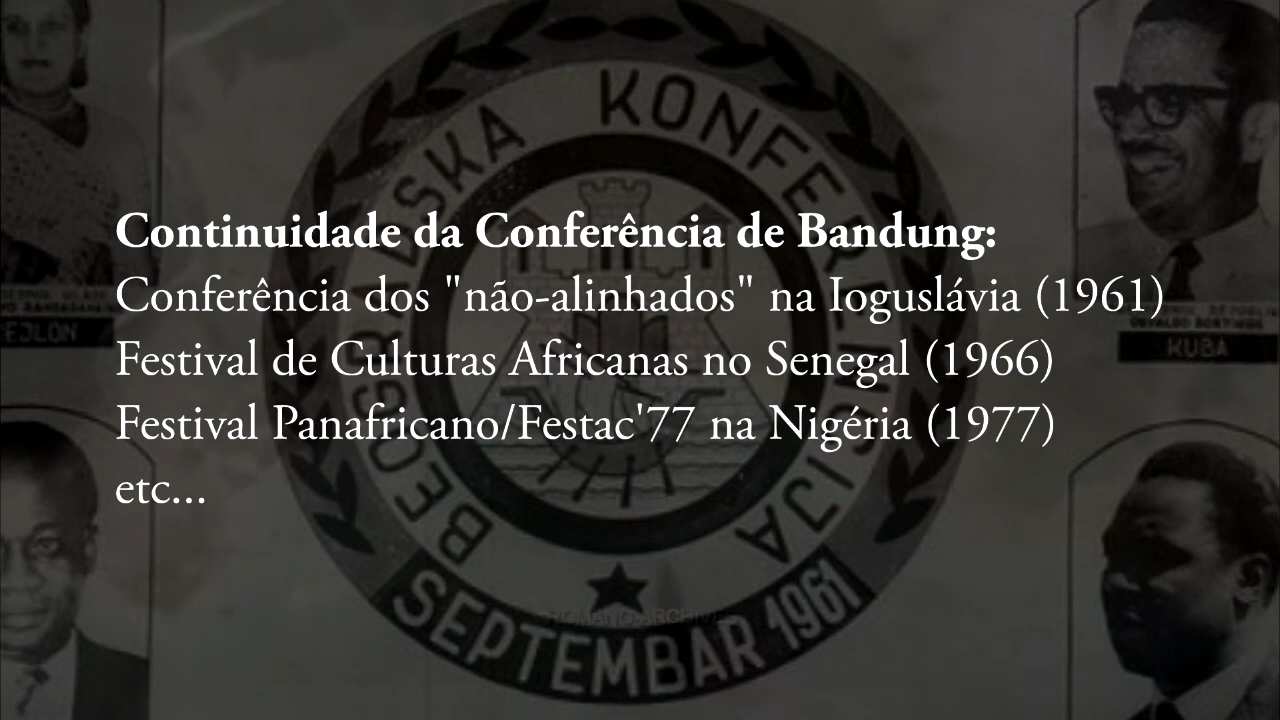 Continuidade da Conferência de Bandung:
Conferência dos "não-alinhados" na Ioguslávia (1961)
Festival de Culturas Africanas no Senegal (1966)
Festival Panafricano/Festac'77 na Nigéria (1977)
etc...
KONFERENCIJA
SEPTEMBAR 1961
KUBA